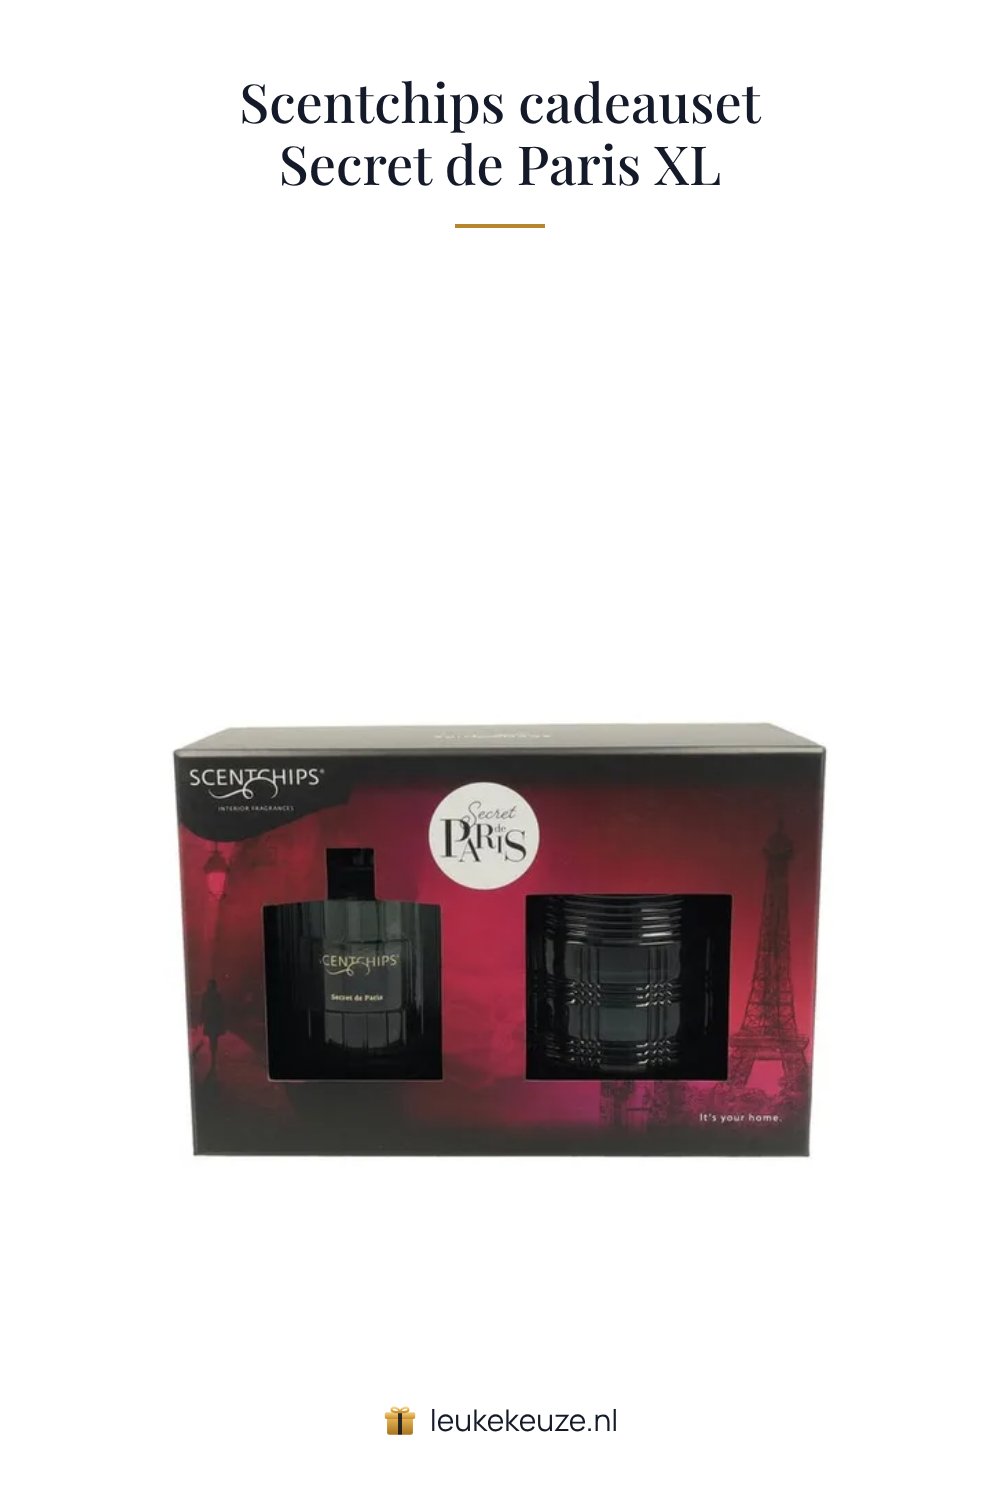 Scentchips cadeauset
Secret de Paris XL
SCENTCHIPS®
INTERIOR FRAGRANCES
Secret
de
PARIS
SCENTCHIPS®
Secret de Paris
It's your home.
leukekeuze.nl